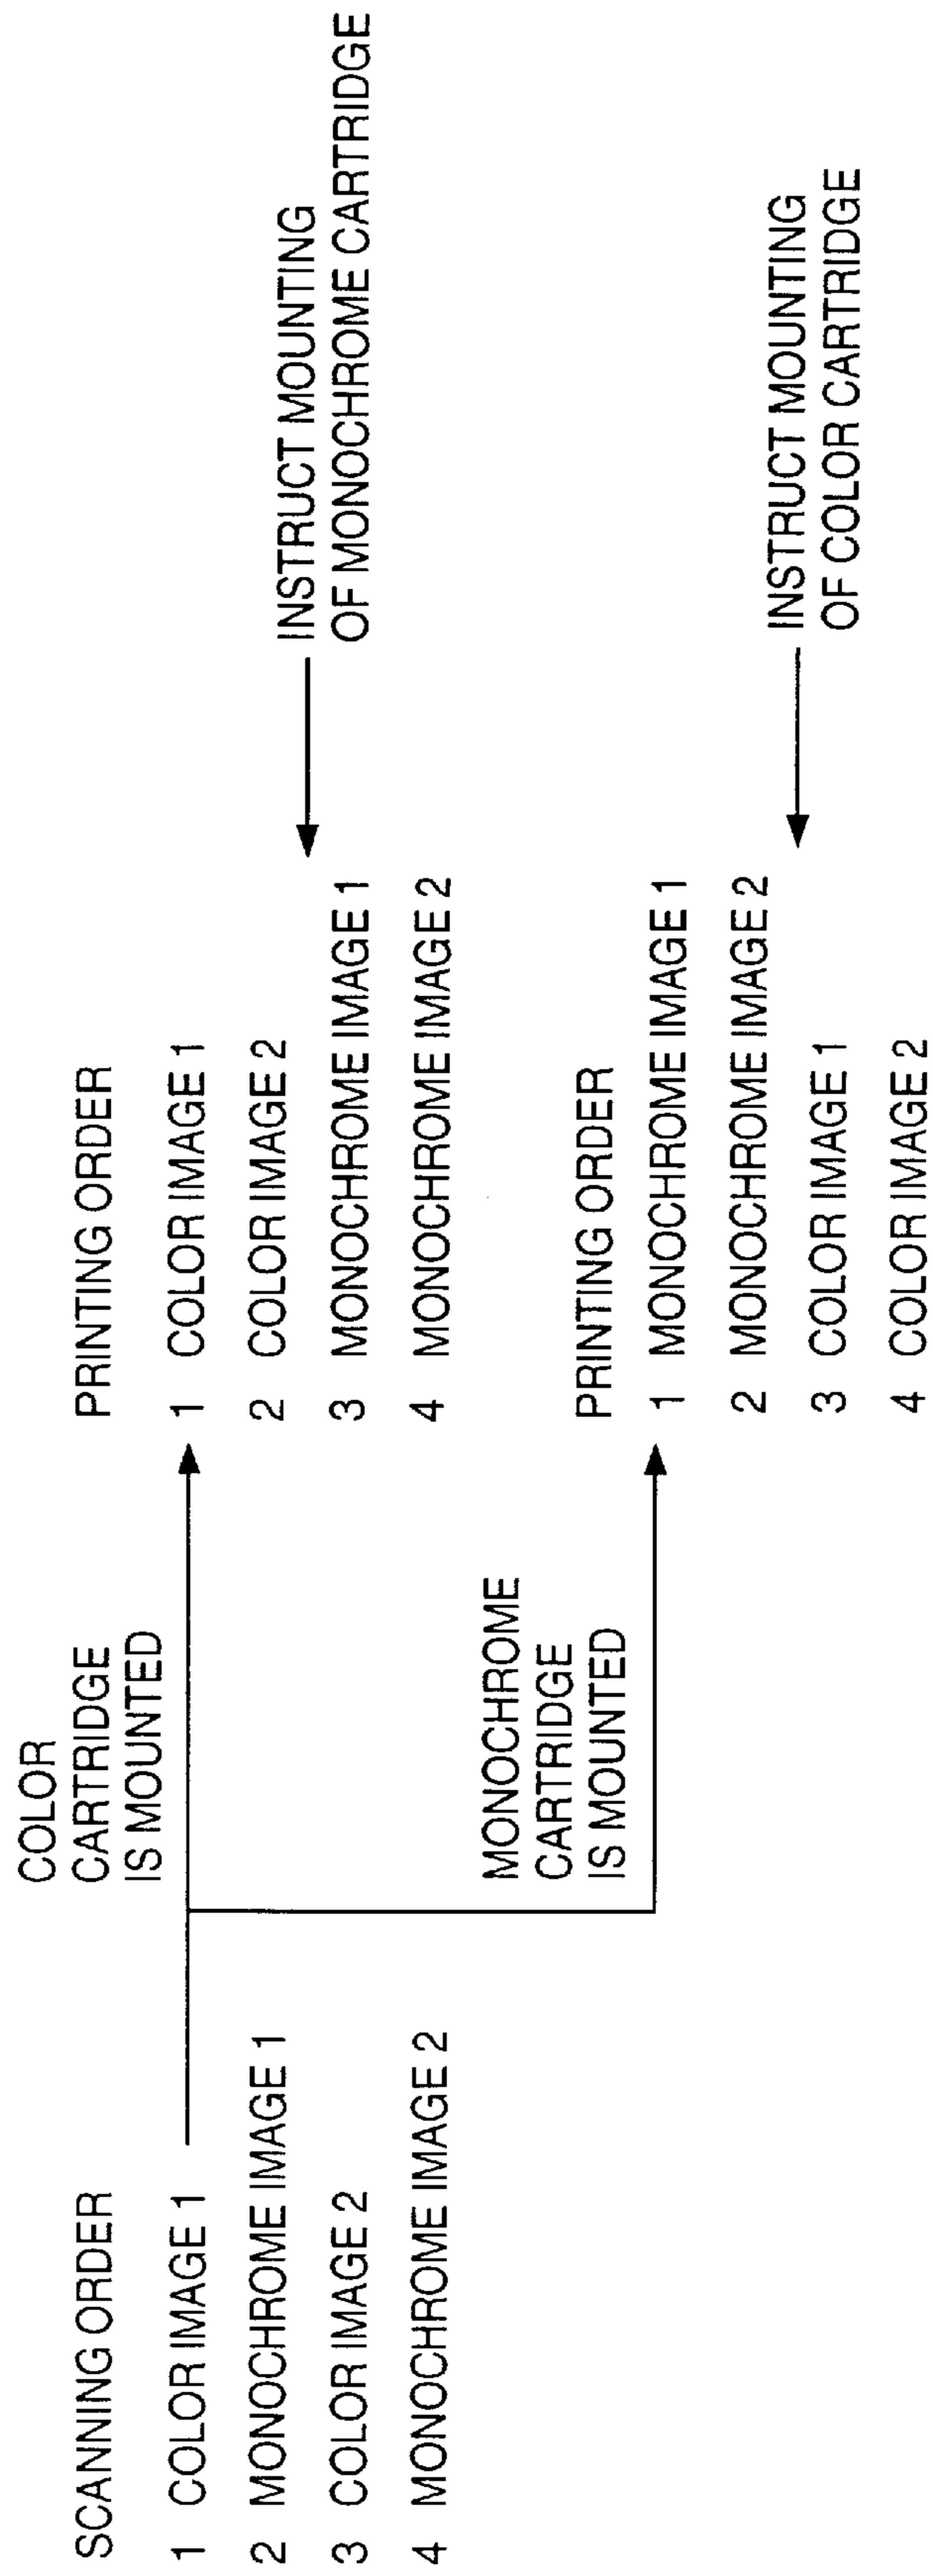 SCANNING ORDER
1 COLOR IMAGE 1
2 MONOCHROME IMAGE 1
3 COLOR IMAGE 2
4 MONOCHROME IMAGE 2
COLOR
CARTRIDGE
IS MOUNTED
PRINTING ORDER
1 COLOR IMAGE 1
2 COLOR IMAGE 2
3 MONOCHROME IMAGE 1
4 MONOCHROME IMAGE 2
INSTRUCT MOUNTING
OF MONOCHROME CARTRIDGE
MONOCHROME
CARTRIDGE
IS MOUNTED
PRINTING ORDER
1 MONOCHROME IMAGE 1
2 MONOCHROME IMAGE 2
3 COLOR IMAGE 1
4 COLOR IMAGE 2
INSTRUCT MOUNTING
OF COLOR CARTRIDGE